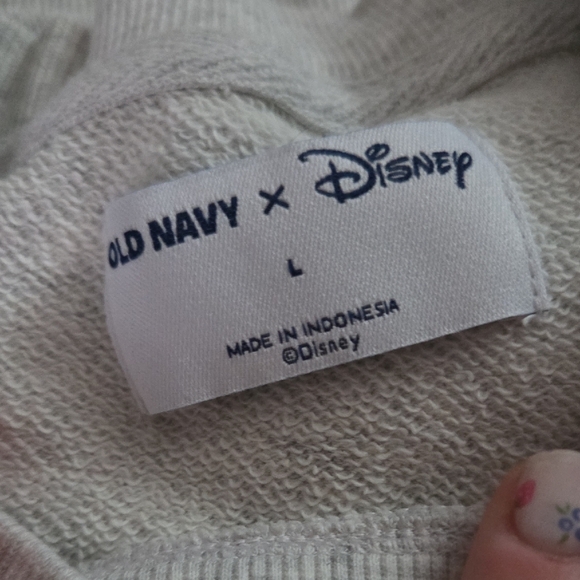 OLD NAVY x Disney
L
MADE IN INDONESIA
©Disney